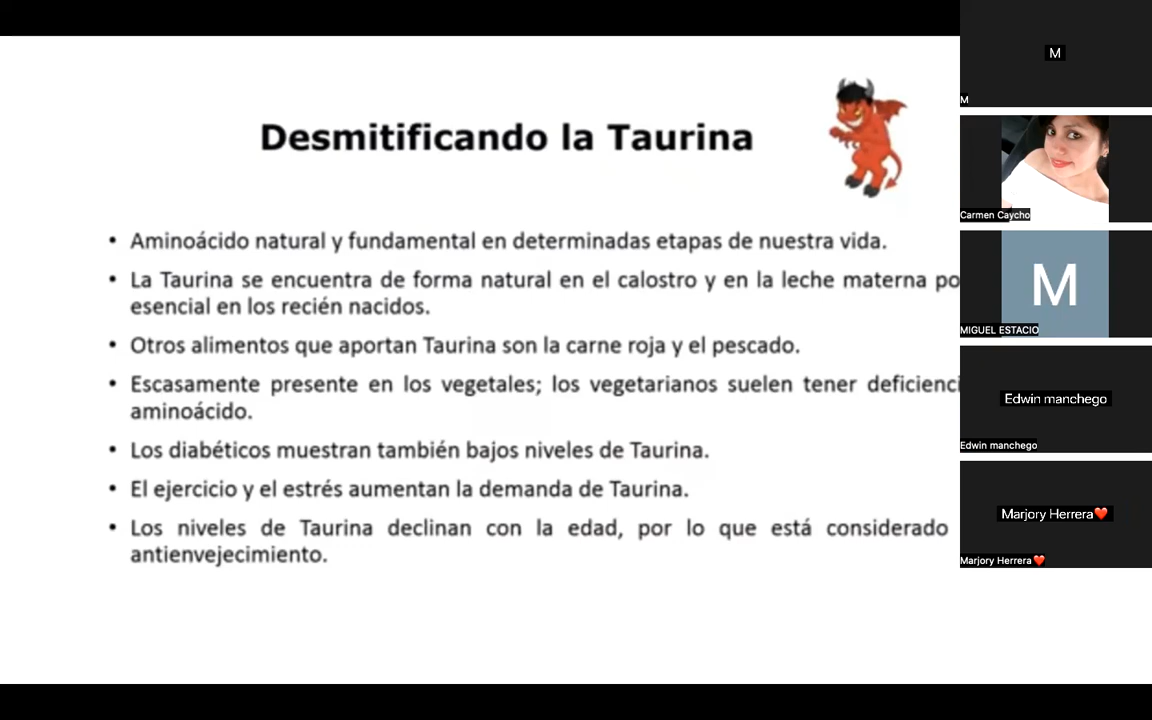 Desmitificando la Taurina
• Aminoácido natural y fundamental en determinadas etapas de nuestra vida.
• La Taurina se encuentra de forma natural en el calostro y en la leche materna po
esencial en los recién nacidos.
• Otros alimentos que aportan Taurina son la carne roja y el pescado.
• Escasamente presente en los vegetales; los vegetarianos suelen tener deficienci
aminoácido.
• Los diabéticos muestran también bajos niveles de Taurina.
• El ejercicio y el estrés aumentan la demanda de Taurina.
• Los niveles de Taurina declinan con la edad, por lo que está considerado
antienvejecimiento.
M
M
Carmen Caycho
M
MIGUEL ESTACIO
Edwin manchego
Edwin manchego
Marjory Herrera❤️
Marjory Herrera❤️